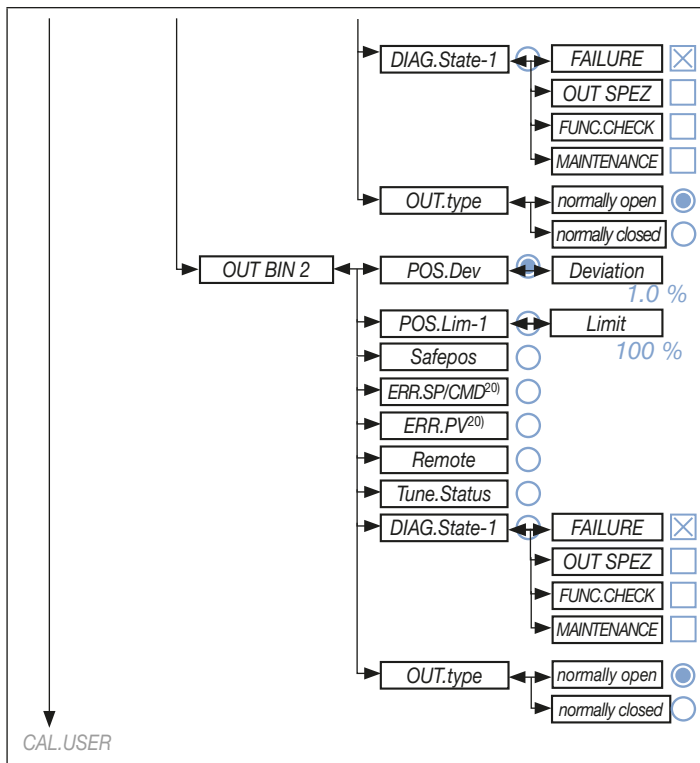 DIAG.State-1 FAILURE
OUT SPEZ
FUNC.CHECK
MAINTENANCE
OUT.type normally open
normally closed
OUT BIN 2 POS.Dev Deviation
1.0 %
POS.Lim-1 Limit
100 %
Safepos
ERR.SP/CMD20)
ERR.PV20)
Remote
Tune.Status
DIAG.State-1 FAILURE
OUT SPEZ
FUNC.CHECK
MAINTENANCE
OUT.type normally open
normally closed
CAL.USER